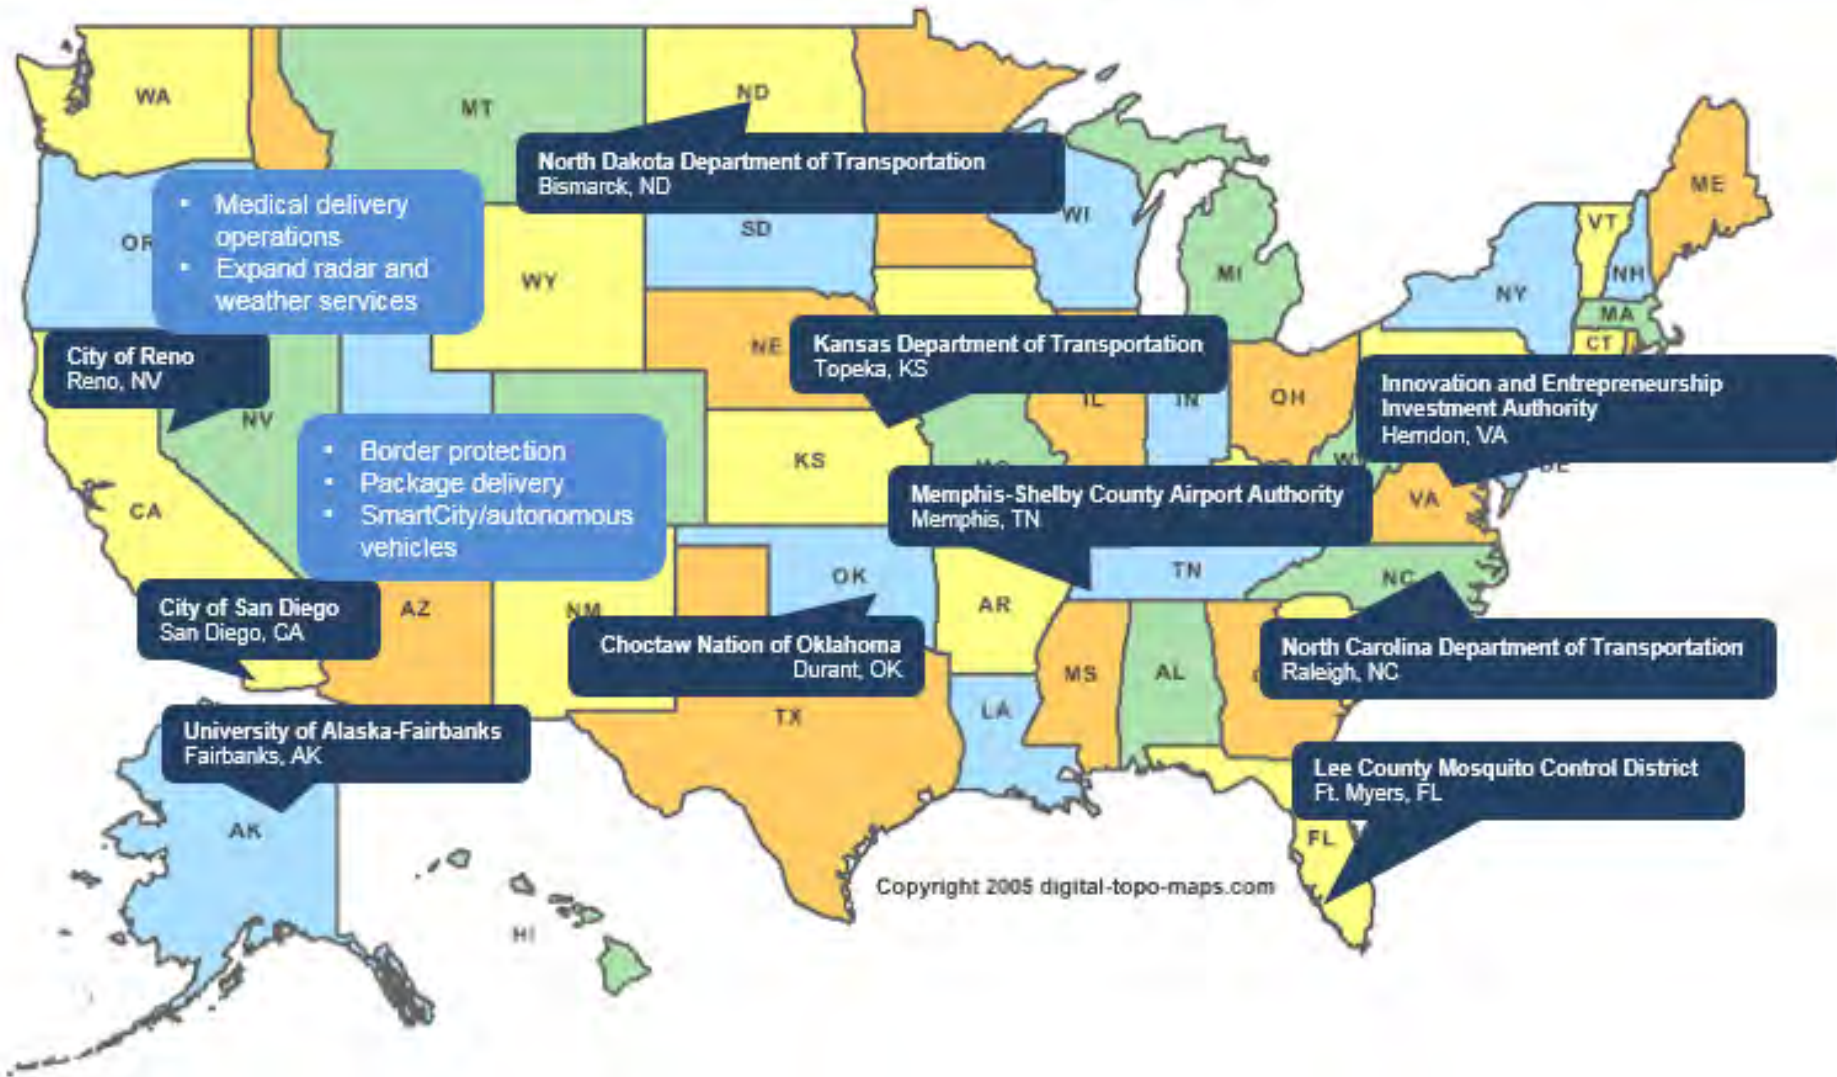 WA
MT
ND
North Dakota Department of Transportation
Bismarck, ND
ME
• Medical delivery
operations
• Expand radar and
weather services
OR
WY
SD
WI
MI
VT
NH
NY
MA
CT
City of Reno
Reno, NV
NV
NE
Kansas Department of Transportation
Topeka, KS
IL
IN
OH
Innovation and Entrepreneurship
Investment Authority
Herndon, VA
• Border protection
• Package delivery
• SmartCity/autonomous
vehicles
CA
KS
DE
Memphis-Shelby County Airport Authority
Memphis, TN
VA
OK
TN
NC
City of San Diego
San Diego, CA
AZ
NM
AR
Choctaw Nation of Oklahoma
Durant, OK
MS
AL
North Carolina Department of Transportation
Raleigh, NC
TX
LA
University of Alaska-Fairbanks
Fairbanks, AK
AK
Lee County Mosquito Control District
Ft. Myers, FL
FL
Copyright 2005 digital-topo-maps.com
HI